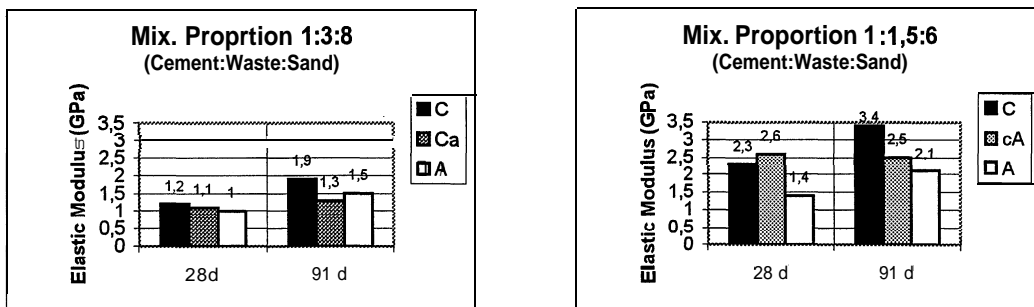 Mix. Proprtion 1:3:8
(Cement:Waste:Sand)
Elastic Modulus (GPa)
3,5
3
2,5
2
1,5
1
0,5
0
1,2
1,1
1
1,9
1,3
1,5
28d
91 d
C
Ca
A
Mix. Proportion 1:1,5:6
(Cement:Waste:Sand)
Elastic Modulus (GPa)
3,5
3
2,5
2
1,5
1
0,5
0
2,3
2,6
1,4
3,4
2,5
2,1
28 d
91 d
C
cA
A